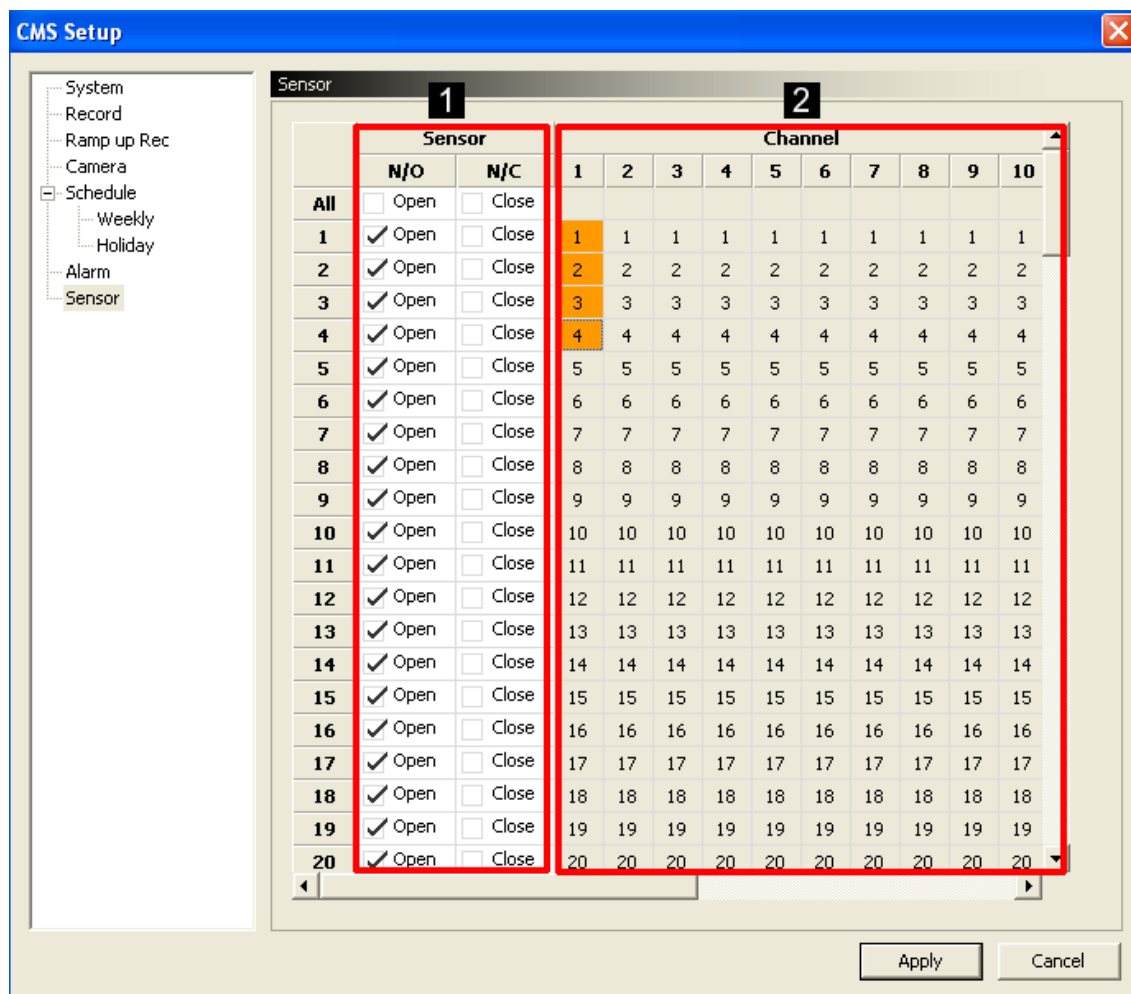 CMS Setup
System
Record
Ramp up Rec
Camera
Schedule
Weekly
Holiday
Alarm
Sensor
Sensor
1 2
Sensor Channel
N/O N/C 1 2 3 4 5 6 7 8 9 10
All Open Close
1 Open Close 1 1 1 1 1 1 1 1 1 1
2 Open Close 2 2 2 2 2 2 2 2 2 2
3 Open Close 3 3 3 3 3 3 3 3 3 3
4 Open Close 4 4 4 4 4 4 4 4 4 4
5 Open Close 5 5 5 5 5 5 5 5 5 5
6 Open Close 6 6 6 6 6 6 6 6 6 6
7 Open Close 7 7 7 7 7 7 7 7 7 7
8 Open Close 8 8 8 8 8 8 8 8 8 8
9 Open Close 9 9 9 9 9 9 9 9 9 9
10 Open Close 10 10 10 10 10 10 10 10 10 10
11 Open Close 11 11 11 11 11 11 11 11 11 11
12 Open Close 12 12 12 12 12 12 12 12 12 12
13 Open Close 13 13 13 13 13 13 13 13 13 13
14 Open Close 14 14 14 14 14 14 14 14 14 14
15 Open Close 15 15 15 15 15 15 15 15 15 15
16 Open Close 16 16 16 16 16 16 16 16 16 16
17 Open Close 17 17 17 17 17 17 17 17 17 17
18 Open Close 18 18 18 18 18 18 18 18 18 18
19 Open Close 19 19 19 19 19 19 19 19 19 19
20 Open Close 20 20 20 20 20 20 20 20 20 20
Apply Cancel